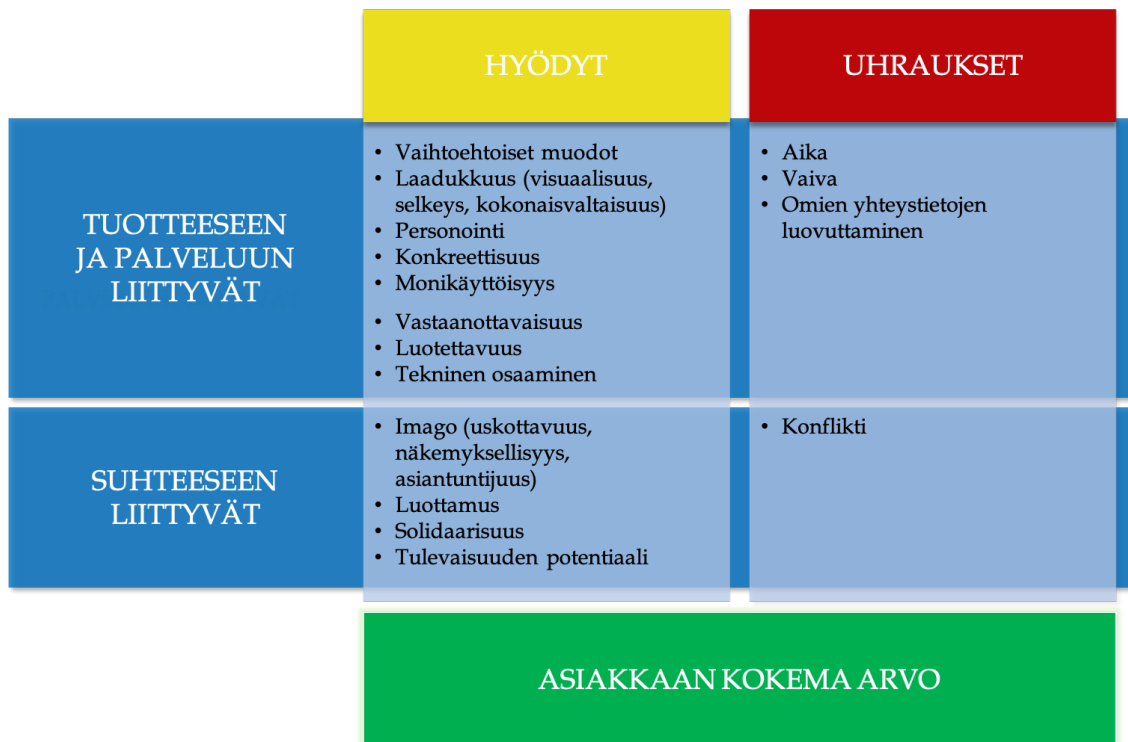 HYÖDYT
UHRAUKSET
TUOTTEESEEN
JA PALVELUUN
LIITTYVÄT
• Vaihtoehtoiset muodot
• Laadukkuus (visuaalisuus,
selkeys, kokonaisvaltaisuus)
• Personointi
• Konkreettisuus
• Monikäyttöisyys
• Vastaanottavaisuus
• Luotettavuus
• Tekninen osaaminen
• Aika
• Vaiva
• Omien yhteystietojen
luovuttaminen
SUHTEESEEN
LIITTYVÄT
• Imago (uskottavuus,
näkemyksellisyys,
asiantuntijuus)
• Luottamus
• Solidaarisuus
• Tulevaisuuden potentiaali
• Konflikti
ASIAKKAAN KOKEMA ARVO